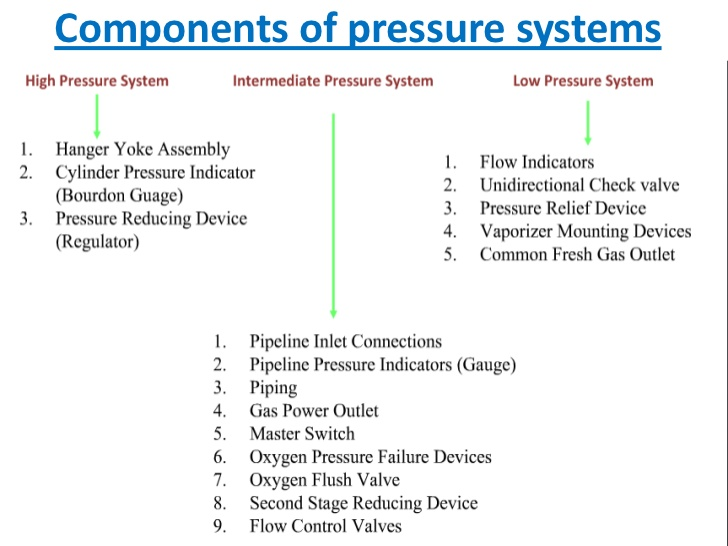 Components of pressure systems
High Pressure System
Intermediate Pressure System
Low Pressure System
1. Hanger Yoke Assembly
2. Cylinder Pressure Indicator
(Bourdon Guage)
3. Pressure Reducing Device
(Regulator)
1. Flow Indicators
2. Unidirectional Check valve
3. Pressure Relief Device
4. Vaporizer Mounting Devices
5. Common Fresh Gas Outlet
1. Pipeline Inlet Connections
2. Pipeline Pressure Indicators (Gauge)
3. Piping
4. Gas Power Outlet
5. Master Switch
6. Oxygen Pressure Failure Devices
7. Oxygen Flush Valve
8. Second Stage Reducing Device
9. Flow Control Valves